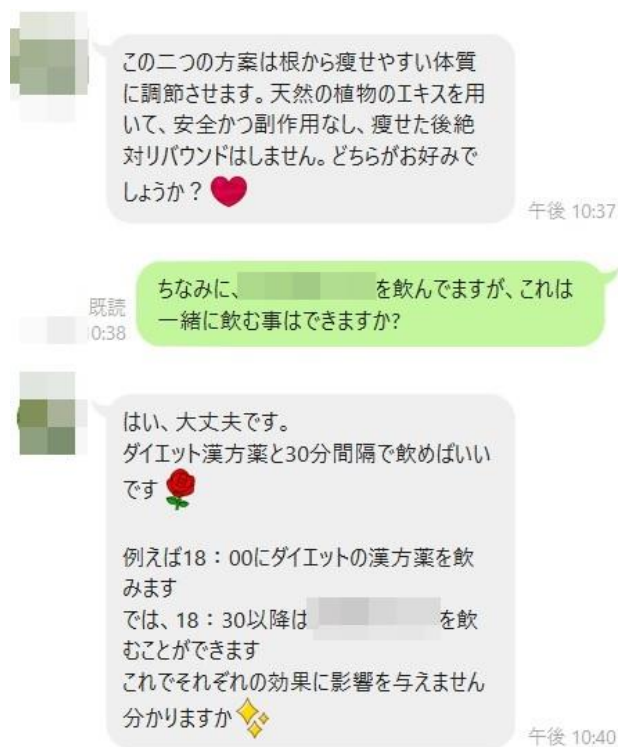 この二つの方案は根から痩せやすい体質
に調節させます。天然の植物のエキスを用
いて、安全かつ副作用なし、痩せた後絶
対リバウンドはしません。どちらがお好みで
しょうか？
午後 10:37
ちなみに、
を飲んでますが、これは
一緒に飲む事はできますか?
既読
10:38
はい、大丈夫です。
ダイエット漢方薬と30分間隔で飲めばいい
です
例えば18：00にダイエットの漢方薬を飲
みます
では、18：30以降は
を飲
むことができます
これでそれぞれの効果に影響を与えません
分かりますか
午後 10:40